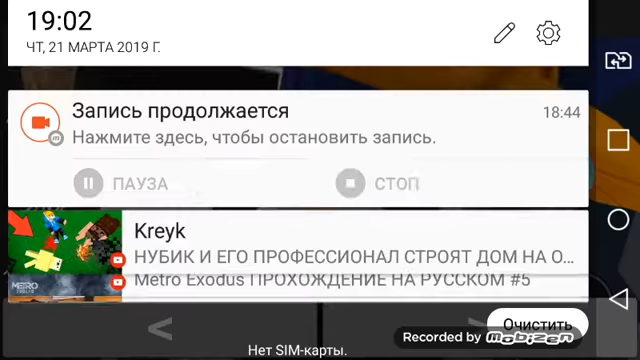 19:02
ЧТ, 21 МАРТА 2019 Г.
Запись продолжается
18:44
Нажмите здесь, чтобы остановить запись.
ПАУЗА
СТОП
Kreyk
НУБИК И ЕГО ПРОФЕССИОНАЛ СТРОЯТ ДОМ НА О...
Metro Exodus ПРОХОЖДЕНИЕ НА РУССКОМ #5
METRO
Очистить
Recorded by Mobizen
Нет SIM-карты.